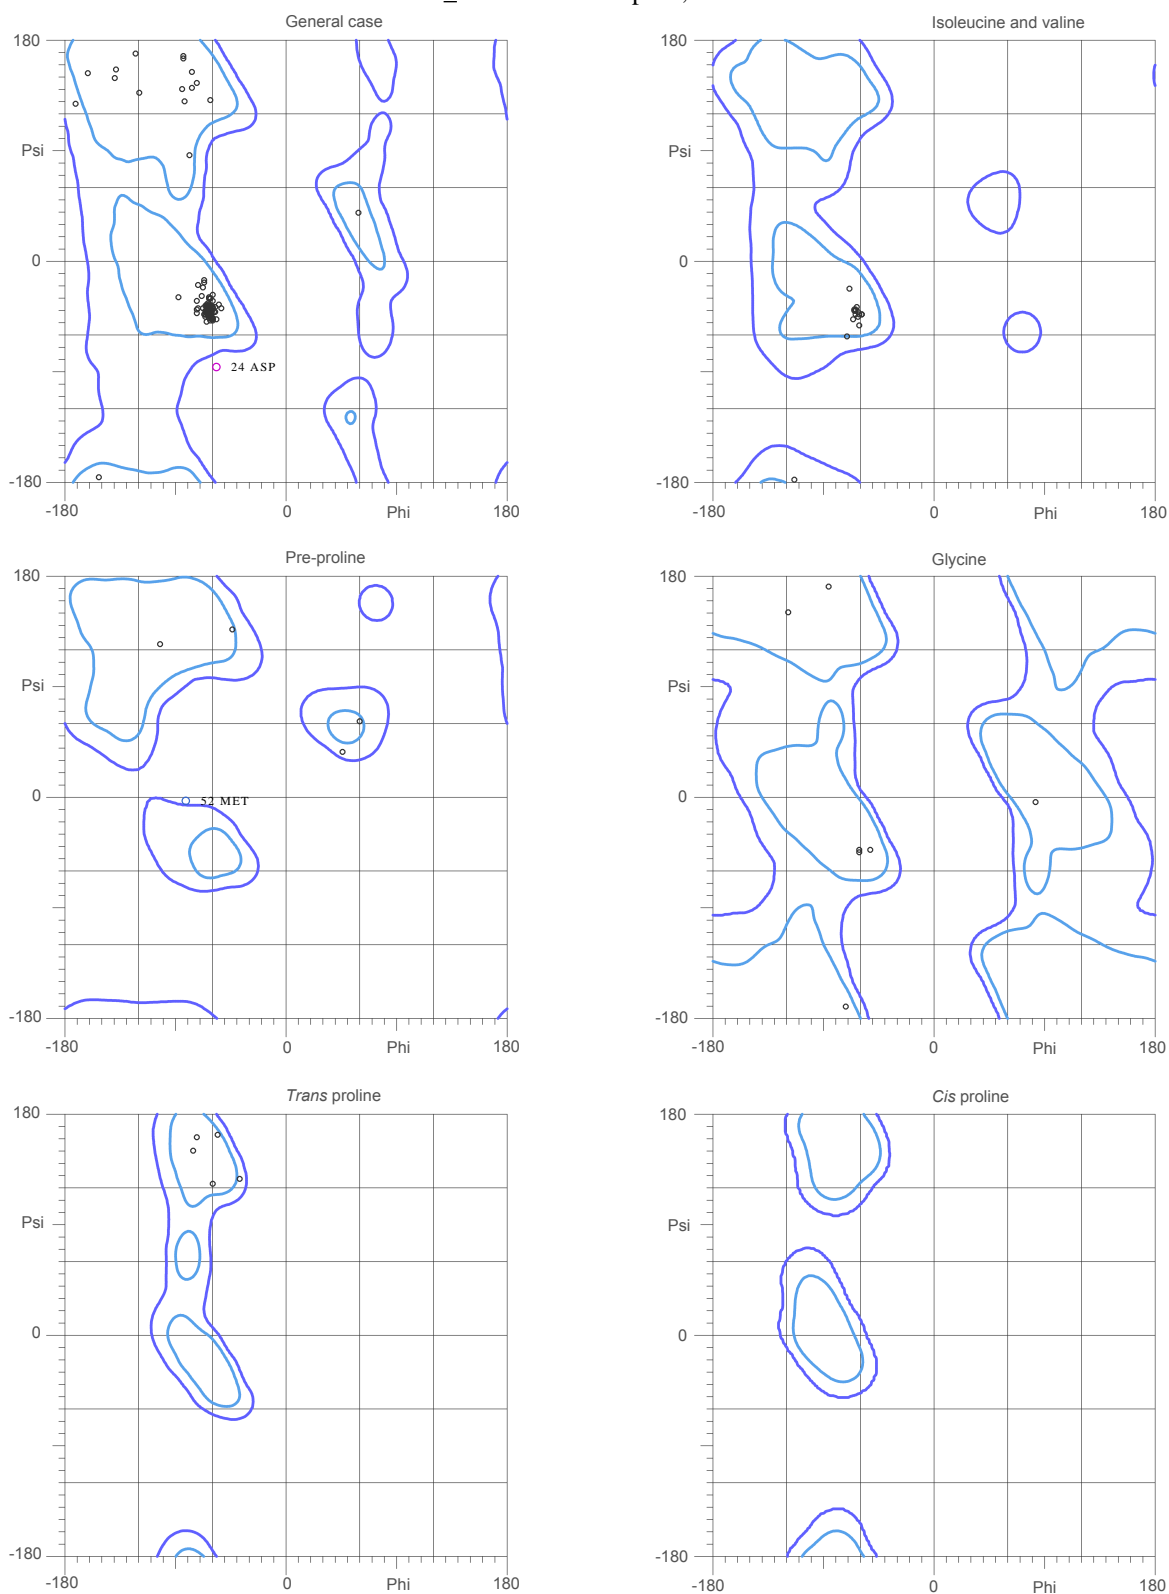 General case
Isoleucine and valine
180
180
Psi
Psi
0
0
24 ASP
-180
-180
-180
0
Phi
180
-180
0
Phi
180
Pre-proline
Glycine
180
180
Psi
Psi
0
52 MET
0
-180
-180
-180
0
Phi
180
-180
0
Phi
180
Trans proline
Cis proline
180
180
Psi
Psi
0
0
-180
-180
-180
0
Phi
180
-180
0
Phi
180